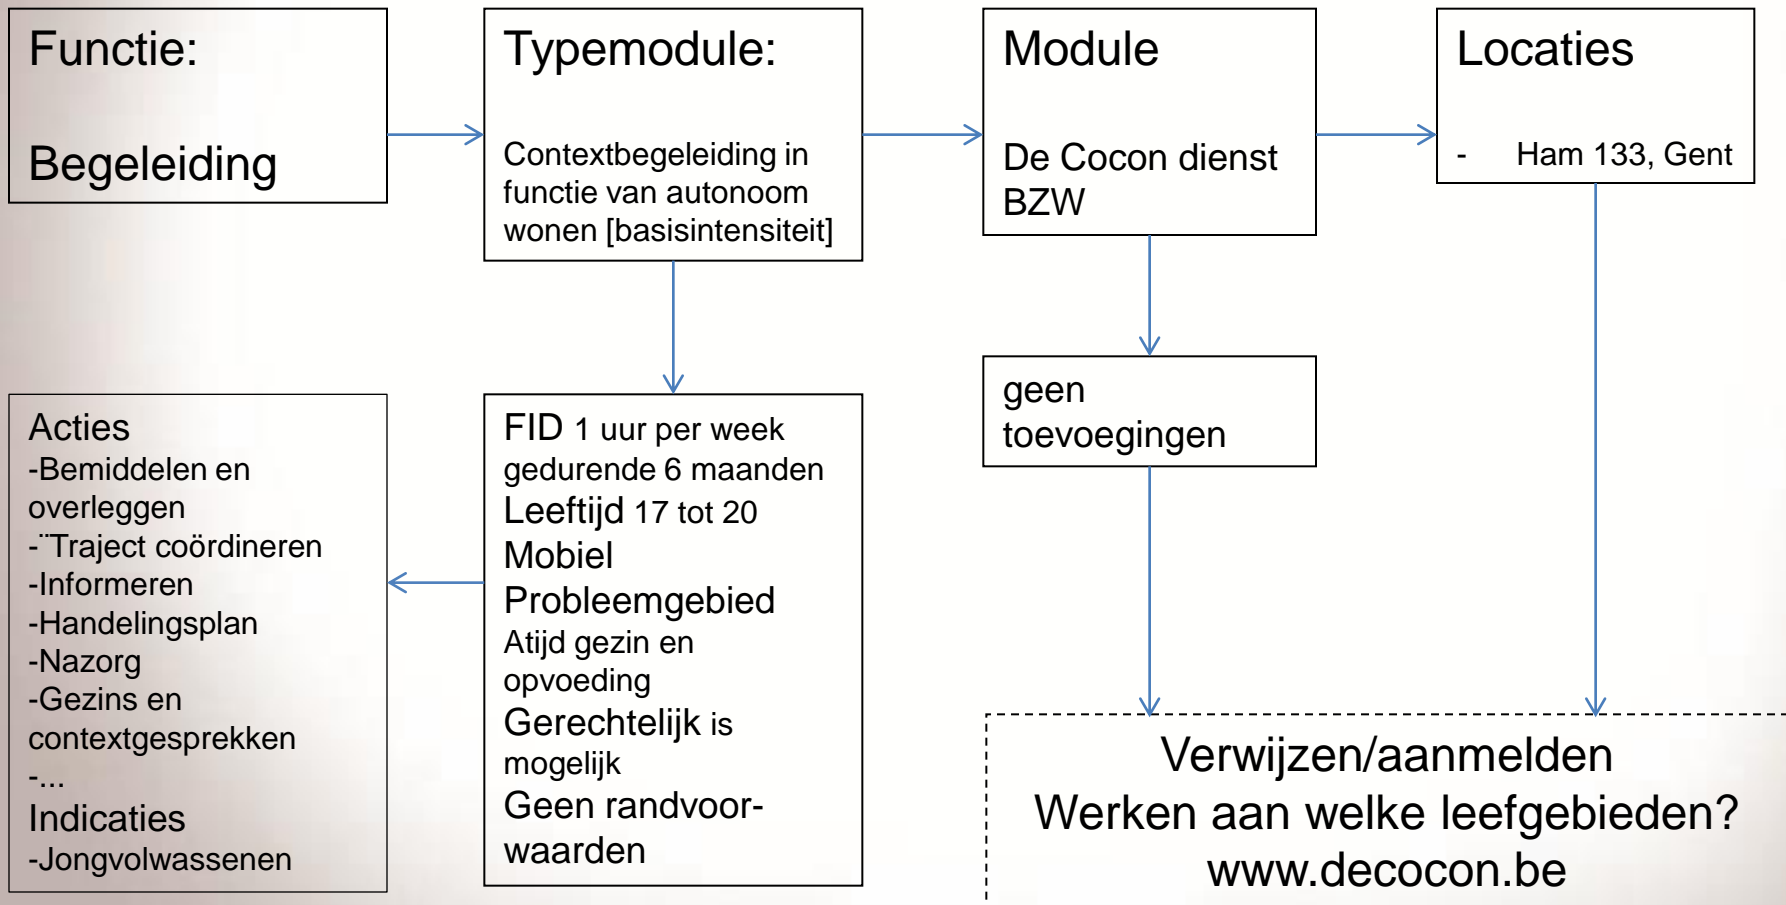 Functie:
Begeleiding
Typemodule:
Contextbegeleiding in
functie van autonoom
wonen [basisintensiteit]
Module
De Cocon dienst
BZW
Locaties
- Ham 133, Gent
geen
toevoegingen
Acties
-Bemiddelen en
overleggen
-¨Traject coördineren
-Informeren
-Handelingsplan
-Nazorg
-Gezins en
contextgesprekken
-...
Indicaties
-Jongvolwassenen
FID 1 uur per week
gedurende 6 maanden
Leeftijd 17 tot 20
Mobiel
Probleemgebied
Atijd gezin en
opvoeding
Gerechtelijk is
mogelijk
Geen randvoor-
waarden
Verwijzen/aanmelden
Werken aan welke leefgebieden?
www.decocon.be